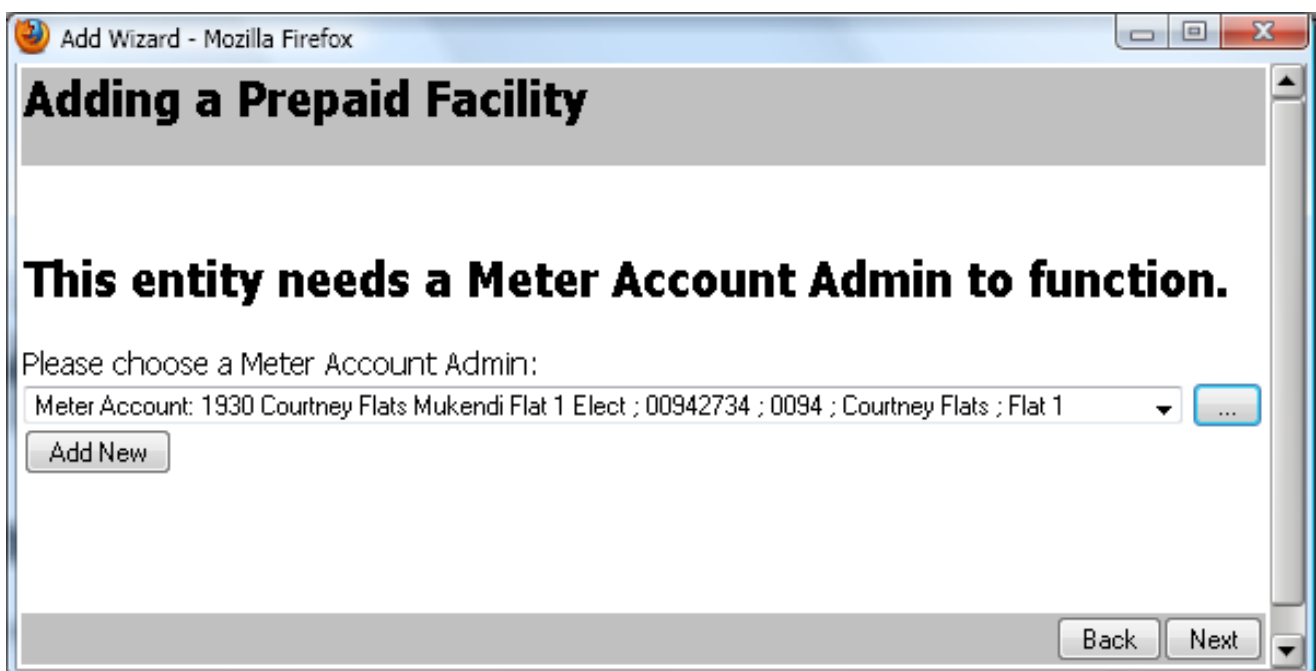 Add Wizard - Mozilla Firefox
Adding a Prepaid Facility
This entity needs a Meter Account Admin to function.
Please choose a Meter Account Admin:
Meter Account: 1930 Courtney Flats Mukendi Flat 1 Elect ; 00942734 ; 0094 ; Courtney Flats ; Flat 1
...
Add New
Back Next